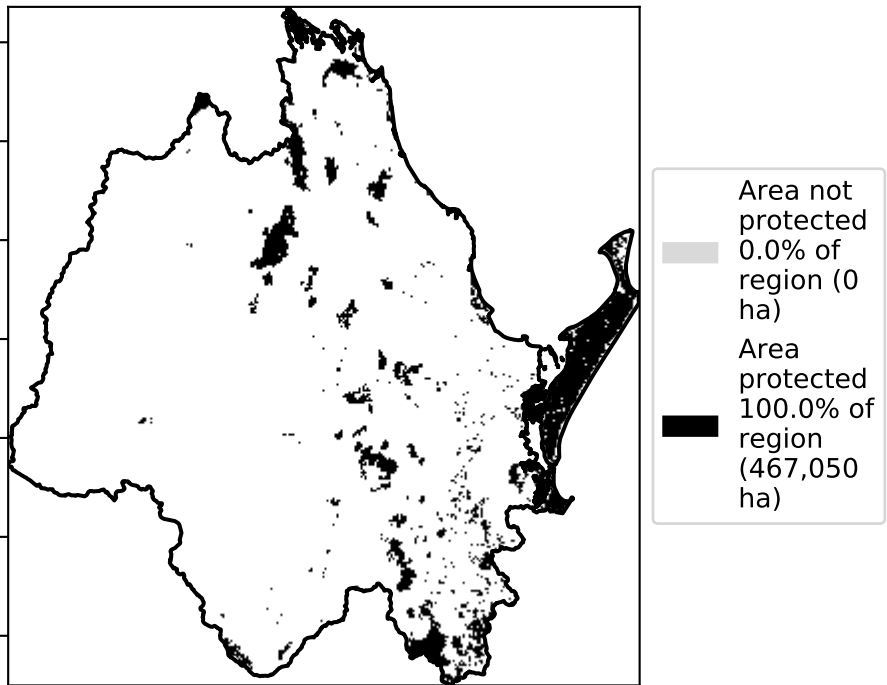 Area not
protected
0.0% of
region (0
ha)
Area
protected
100.0% of
region
(467,050
ha)